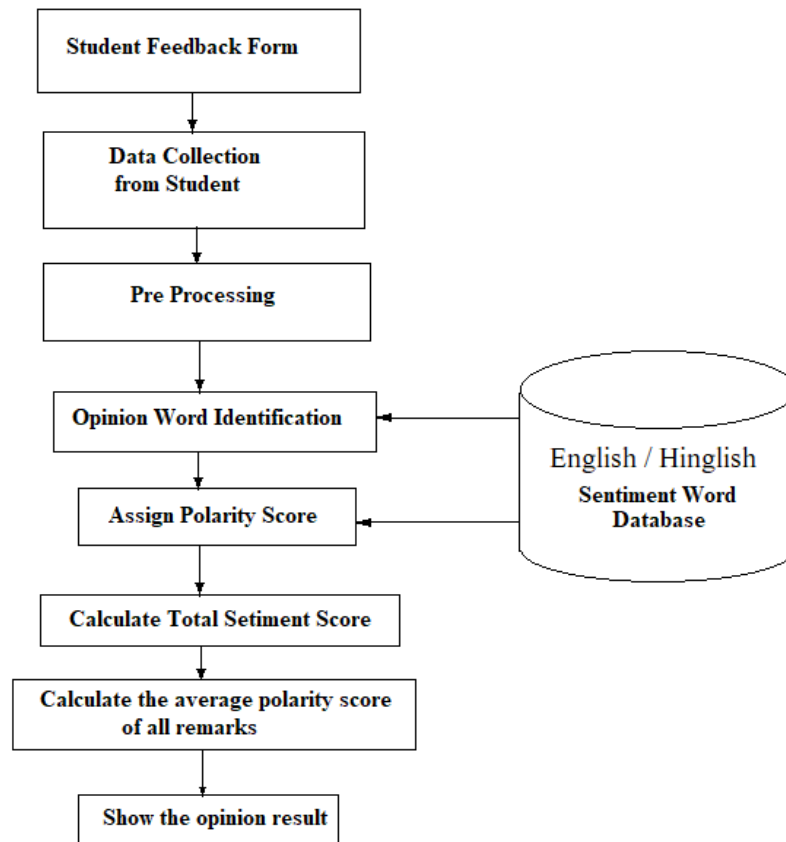 Student Feedback Form
Data Collection
from Student
Pre Processing
Opinion Word Identification
English / Hinglish
Sentiment Word
Database
Assign Polarity Score
Calculate Total Setiment Score
Calculate the average polarity score
of all remarks
Show the opinion result